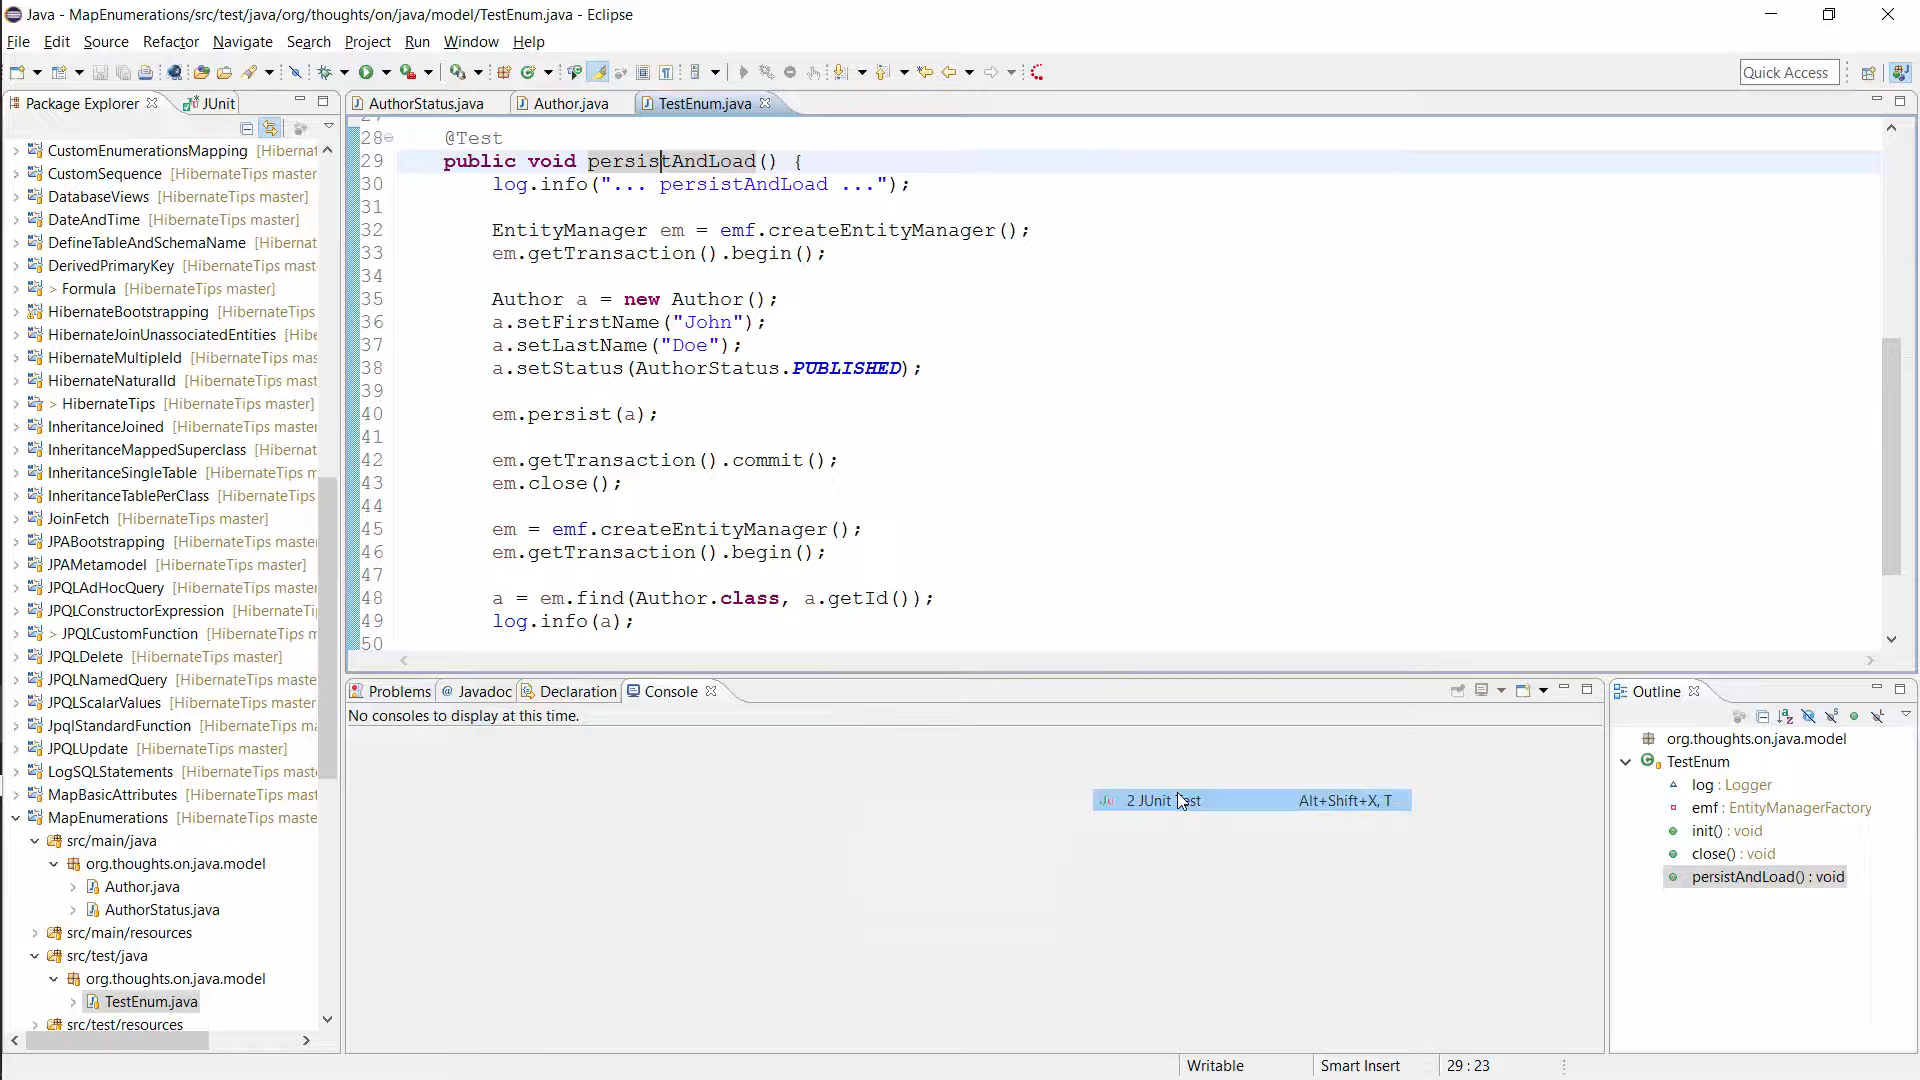 Java - MapEnumerations/src/test/java/org/thoughts/on/java/model/TestEnum.java - Eclipse
File Edit Source Refactor Navigate Search Project Run Window Help
Quick Access
Package Explorer JUnit
AuthorStatus.java Author.java TestEnum.java
CustomEnumerationsMapping [Hibernat
CustomSequence [HibernateTips master]
DatabaseViews [HibernateTips master]
DateAndTime [HibernateTips master]
DefineTableAndSchemaName [Hibernat
DerivedPrimaryKey [HibernateTips mast
> Formula [HibernateTips master]
HibernateBootstrapping [HibernateTips
HibernateJoinUnassociatedEntities [Hibe
HibernateMultipleId [HibernateTips mas
HibernateNaturalId [HibernateTips mast
> HibernateTips [HibernateTips master]
InheritanceJoined [HibernateTips master]
InheritanceMappedSuperclass [Hibernat
InheritanceSingleTable [HibernateTips m
InheritanceTablePerClass [HibernateTips
JoinFetch [HibernateTips master]
JPABootstrapping [HibernateTips maste
JPAMetamodel [HibernateTips master]
JPQLAdHocQuery [HibernateTips master
JPQLConstructorExpression [HibernateTi
> JPQLCustomFunction [HibernateTips m
JPQLDelete [HibernateTips master]
JPQLNamedQuery [HibernateTips mast
JPQLScalarValues [HibernateTips master]
JpqlStandardFunction [HibernateTips m
JPQLUpdate [HibernateTips master]
LogSQLStatements [HibernateTips mast
MapBasicAttributes [HibernateTips mast
MapEnumerations [HibernateTips mast
src/main/java
org.thoughts.on.java.model
Author.java
AuthorStatus.java
src/main/resources
src/test/java
org.thoughts.on.java.model
TestEnum.java
src/test/resources
28 @Test
29 public void persistAndLoad() {
30 log.info("... persistAndLoad ...");
31
32 EntityManager em = emf.createEntityManager();
33 em.getTransaction().begin();
34
35 Author a = new Author();
36 a.setFirstName("John");
37 a.setLastName("Doe");
38 a.setStatus(AuthorStatus.PUBLISHED);
39
40 em.persist(a);
41
42 em.getTransaction().commit();
43 em.close();
44
45 em = emf.createEntityManager();
46 em.getTransaction().begin();
47
48 a = em.find(Author.class, a.getId());
49 log.info(a);
50
Problems @ Javadoc Declaration Console
No consoles to display at this time.
2 JUnit Test Alt+Shift+X, T
Outline
org.thoughts.on.java.model
TestEnum
log : Logger
emf : EntityManagerFactory
init() : void
close() : void
persistAndLoad() : void
Writable Smart Insert 29 : 23